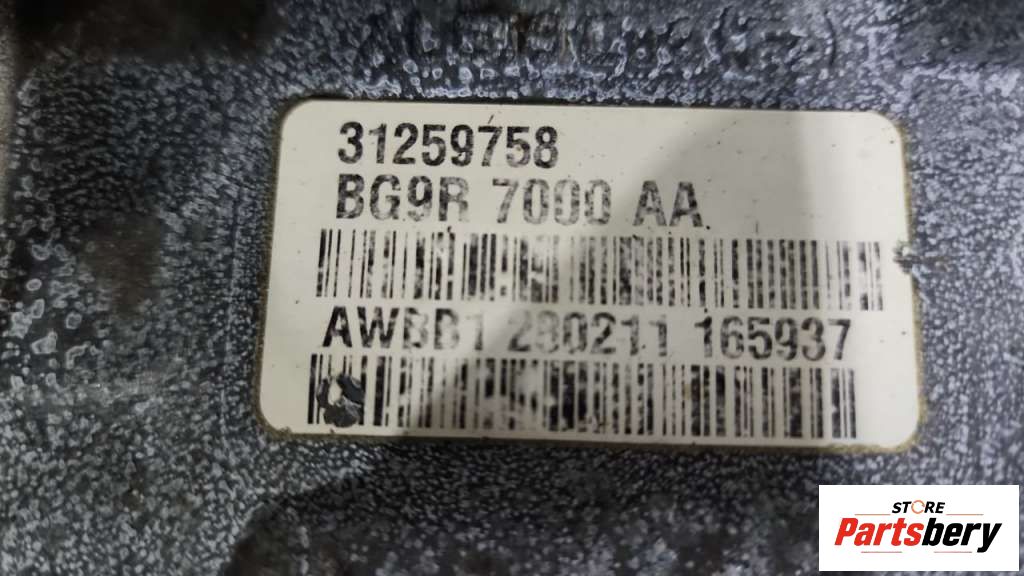 31259758
BG9R 7000 AA
AWBB1 280211 165937
STORE
Partsbery